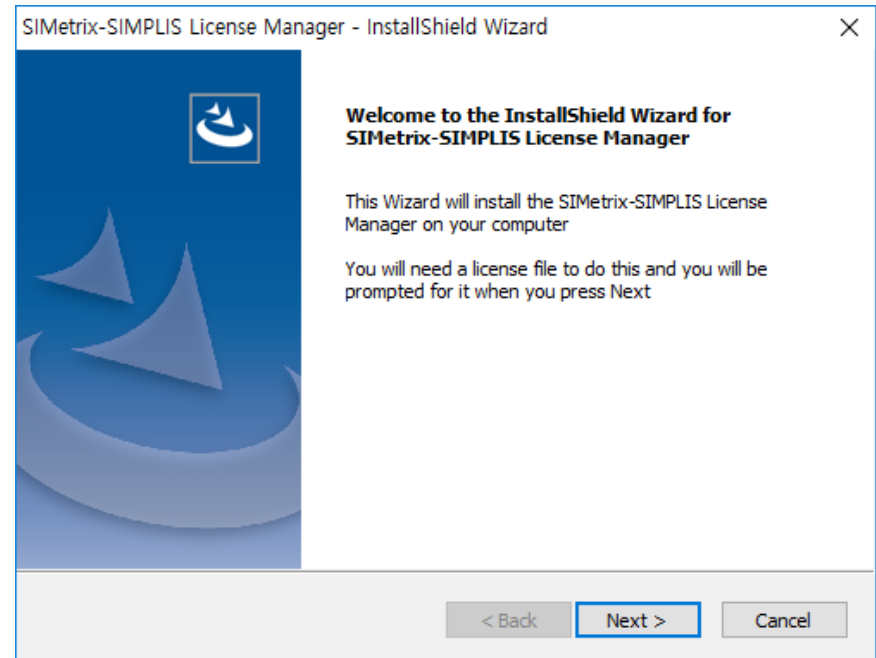 SIMetrix-SIMPLIS License Manager - InstallShield Wizard
Welcome to the InstallShield Wizard for
SIMetrix-SIMPLIS License Manager
This Wizard will install the SIMetrix-SIMPLIS License
Manager on your computer
You will need a license file to do this and you will be
prompted for it when you press Next
< Back
Next >
Cancel